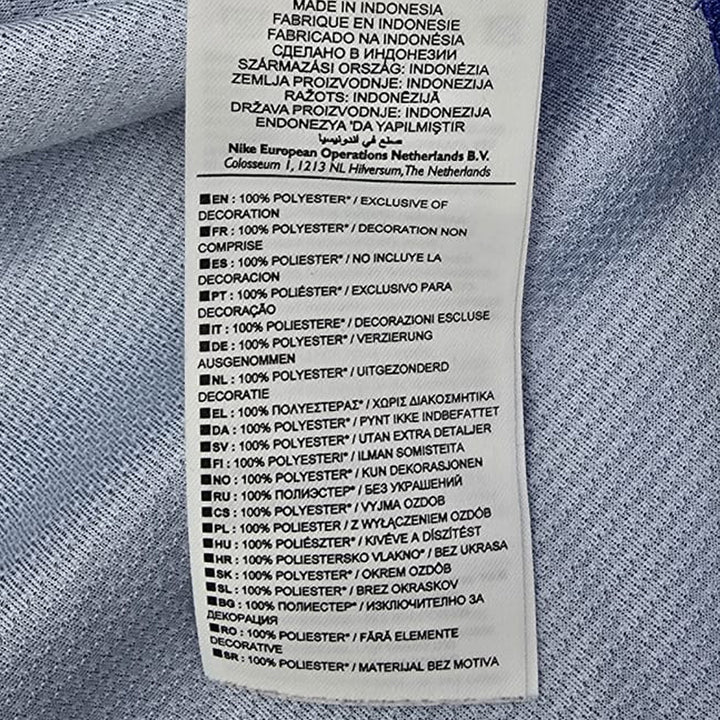 MADE IN INDONESIA
FABRIQUE EN INDONESIE
FABRICADO NA INDONÉSIA
СДЕЛАНО В ИНДОНЕЗИИ
SZÁRMAZÁSI ORSZÁG: INDONÉZIA
ZEMLJA PROIZVODNJE: INDONEZIJA
RAŽOTS: INDONĒZIJĀ
DRŽAVA PROIZVODNJE: INDONEZIJA
ENDONEZYA 'DA YAPILMIŞTIR
صنع في اندونيسيا
Nike European Operations Netherlands B.V.
Colosseum 1, 1213 NL Hilversum, The Netherlands
EN : 100% POLYESTER* / EXCLUSIVE OF
DECORATION
FR : 100% POLYESTER* / DECORATION NON
COMPRISE
ES : 100% POLIESTER* / NO INCLUYE LA
DECORACION
PT : 100% POLIÉSTER* / EXCLUSIVO PARA
DECORAÇÃO
IT : 100% POLIESTERE* / DECORAZIONI ESCLUSE
DE : 100% POLYESTER* / VERZIERUNG
AUSGENOMMEN
NL : 100% POLYESTER* / UITGEZONDERD
DECORATIE
EL : 100% ΠΟΛΥΕΣΤΕΡΑΣ* / ΧΩΡΙΣ ΔΙΑΚΟΣΜΗΤΙΚΑ
DA : 100% POLYESTER* / PYNT IKKE INDBEFATTET
SV : 100% POLYESTER* / UTAN EXTRA DETALJER
FI : 100% POLYESTERI* / ILMAN SOMISTEITA
NO : 100% POLYESTER* / KUN DEKORASJONEN
RU : 100% ПОЛИЭСТЕР* / БЕЗ УКРАШЕНИЙ
CS : 100% POLYESTER* / VYJMA OZDOB
PL : 100% POLIESTER / Z WYŁĄCZENIEM OZDÓB
HU : 100% POLIÉSZTER* / KIVÉVE A DÍSZÍTÉST
HR : 100% POLIESTERSKO VLAKNO* / BEZ UKRASA
SK : 100% POLYESTER* / OKREM OZDÔB
SL : 100% POLYESTER* / BREZ OKRASKOV
BG : 100% ПОЛИЕСТЕР* / ИЗКЛЮЧИТЕЛНО ЗА
ДЕКОРАЦИЯ
RO : 100% POLIESTER* / FĂRĂ ELEMENTE
DECORATIVE
SR : 100% POLIESTER* / MATERIJAL BEZ MOTIVA